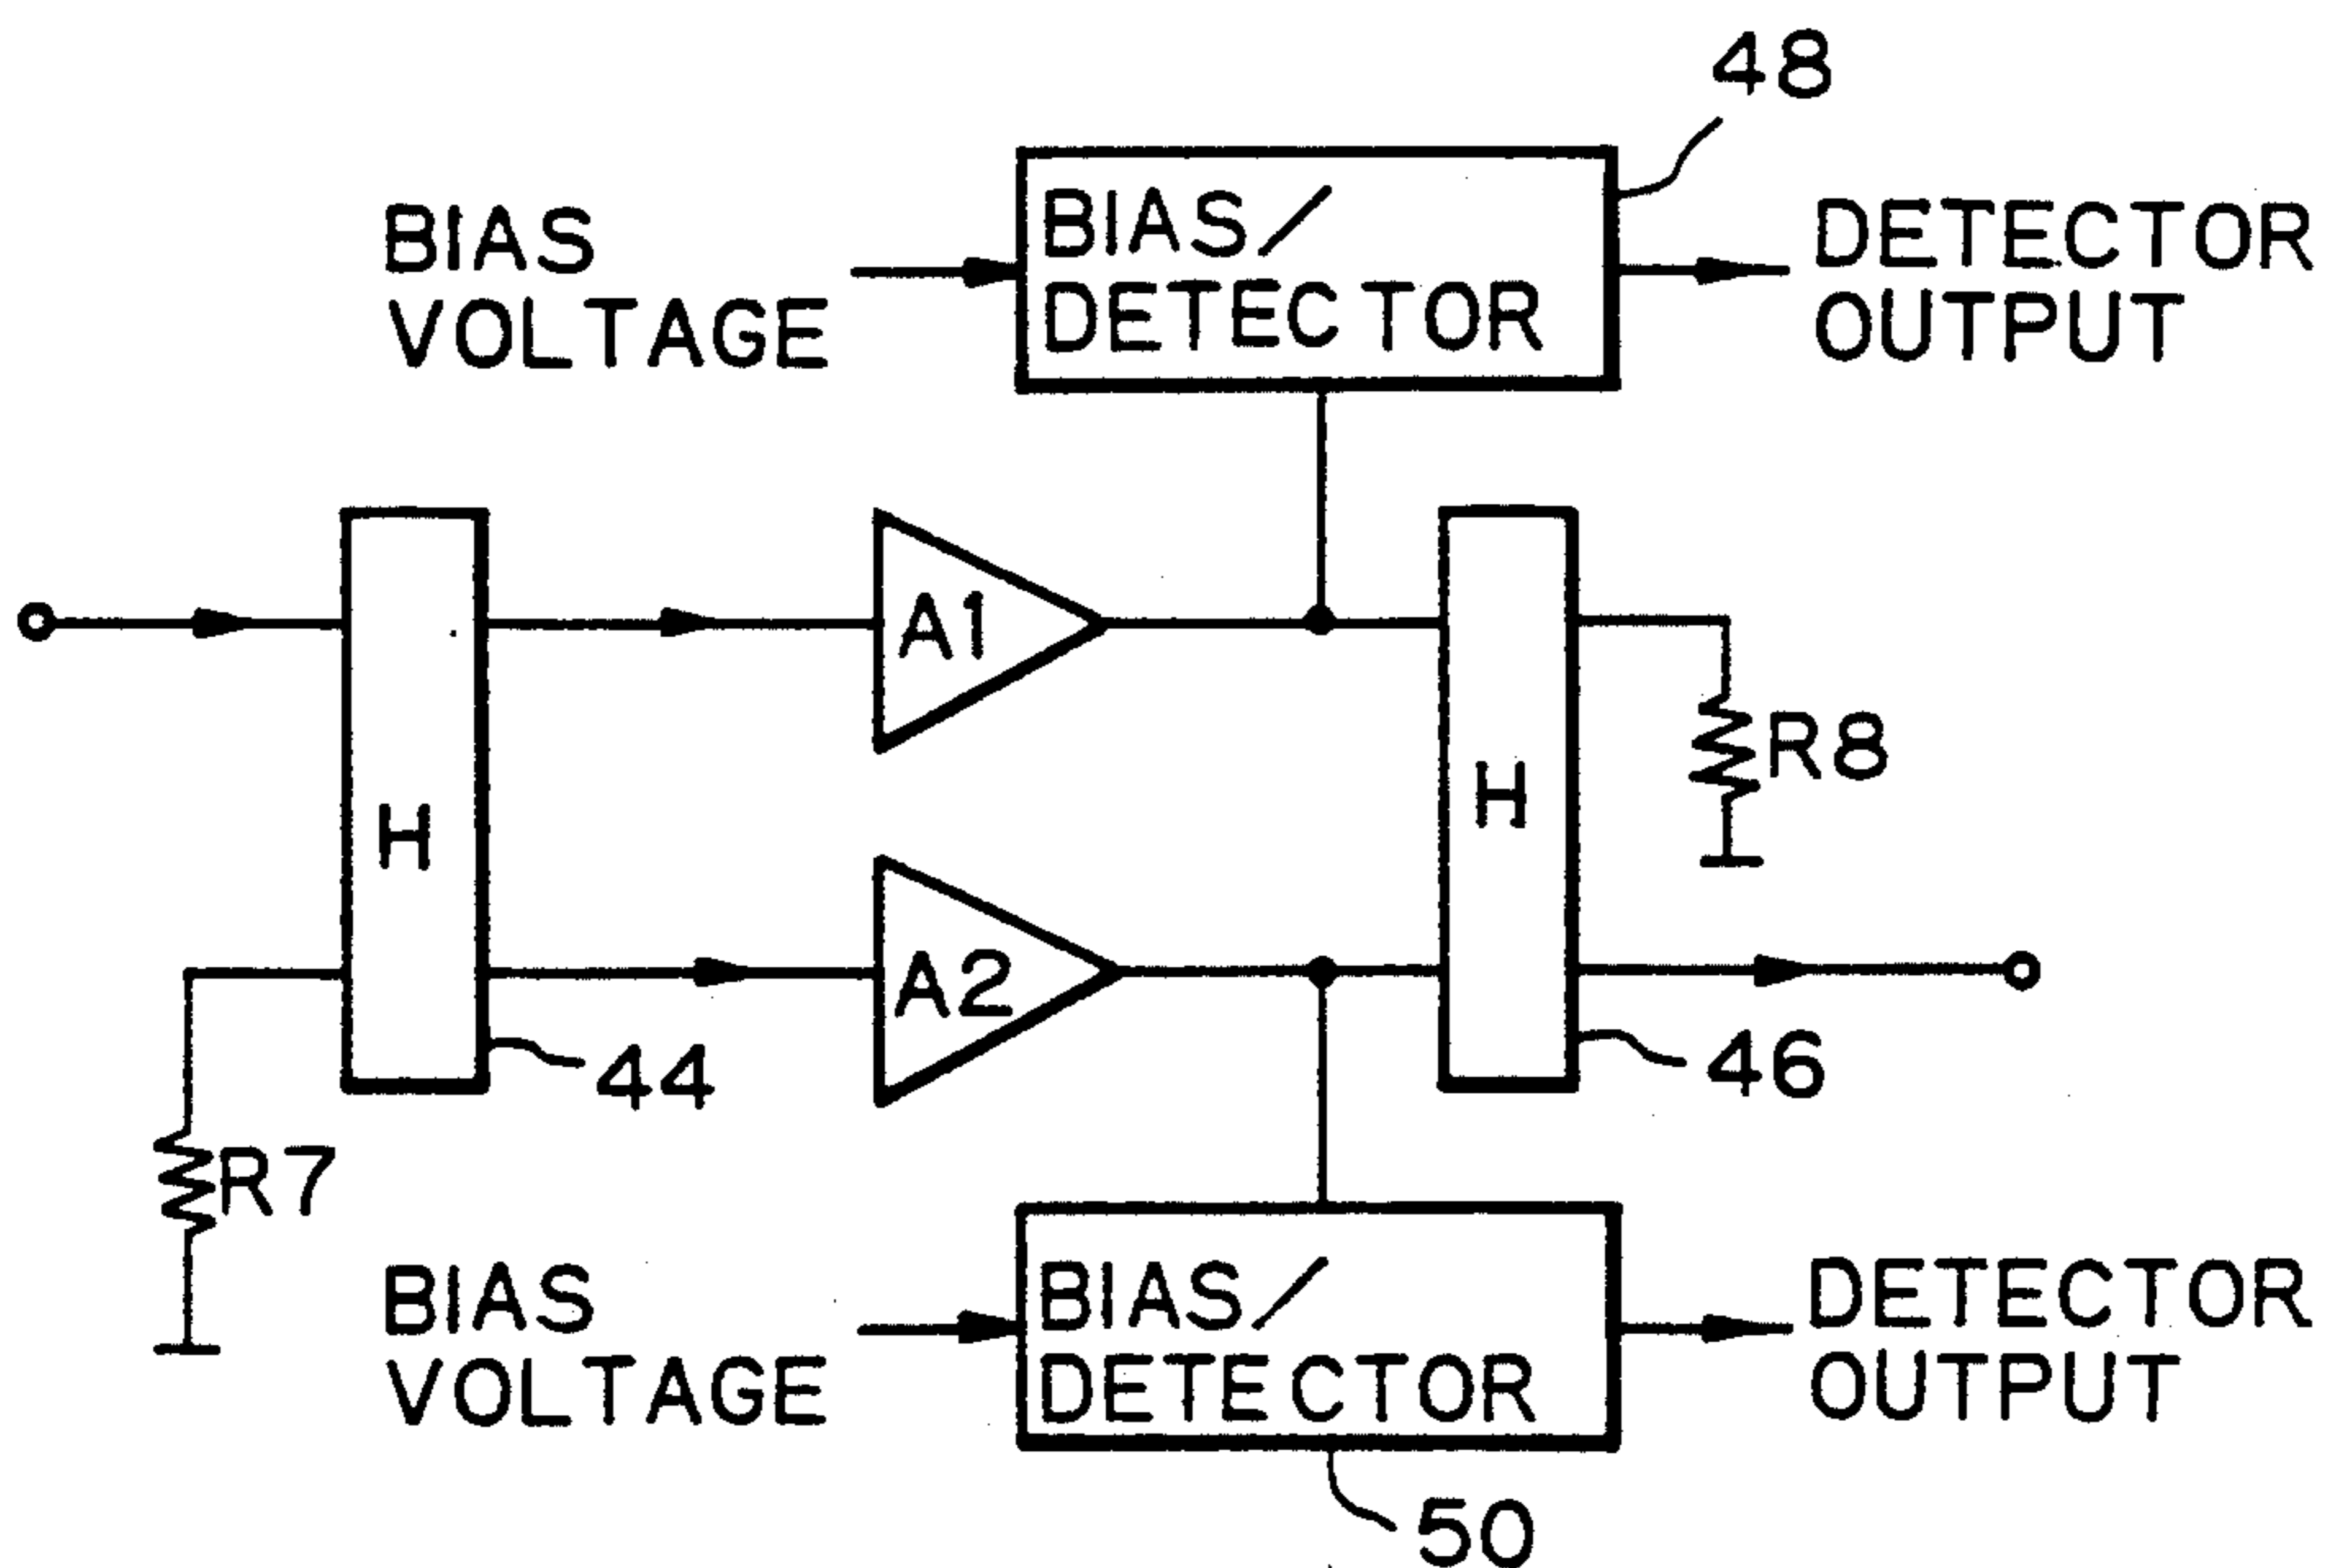 48
BIAS
VOLTAGE
BIAS/
DETECTOR
DETECTOR
OUTPUT
A1
R8
H
H
A2
44
46
R7
BIAS
VOLTAGE
BIAS/
DETECTOR
DETECTOR
OUTPUT
50